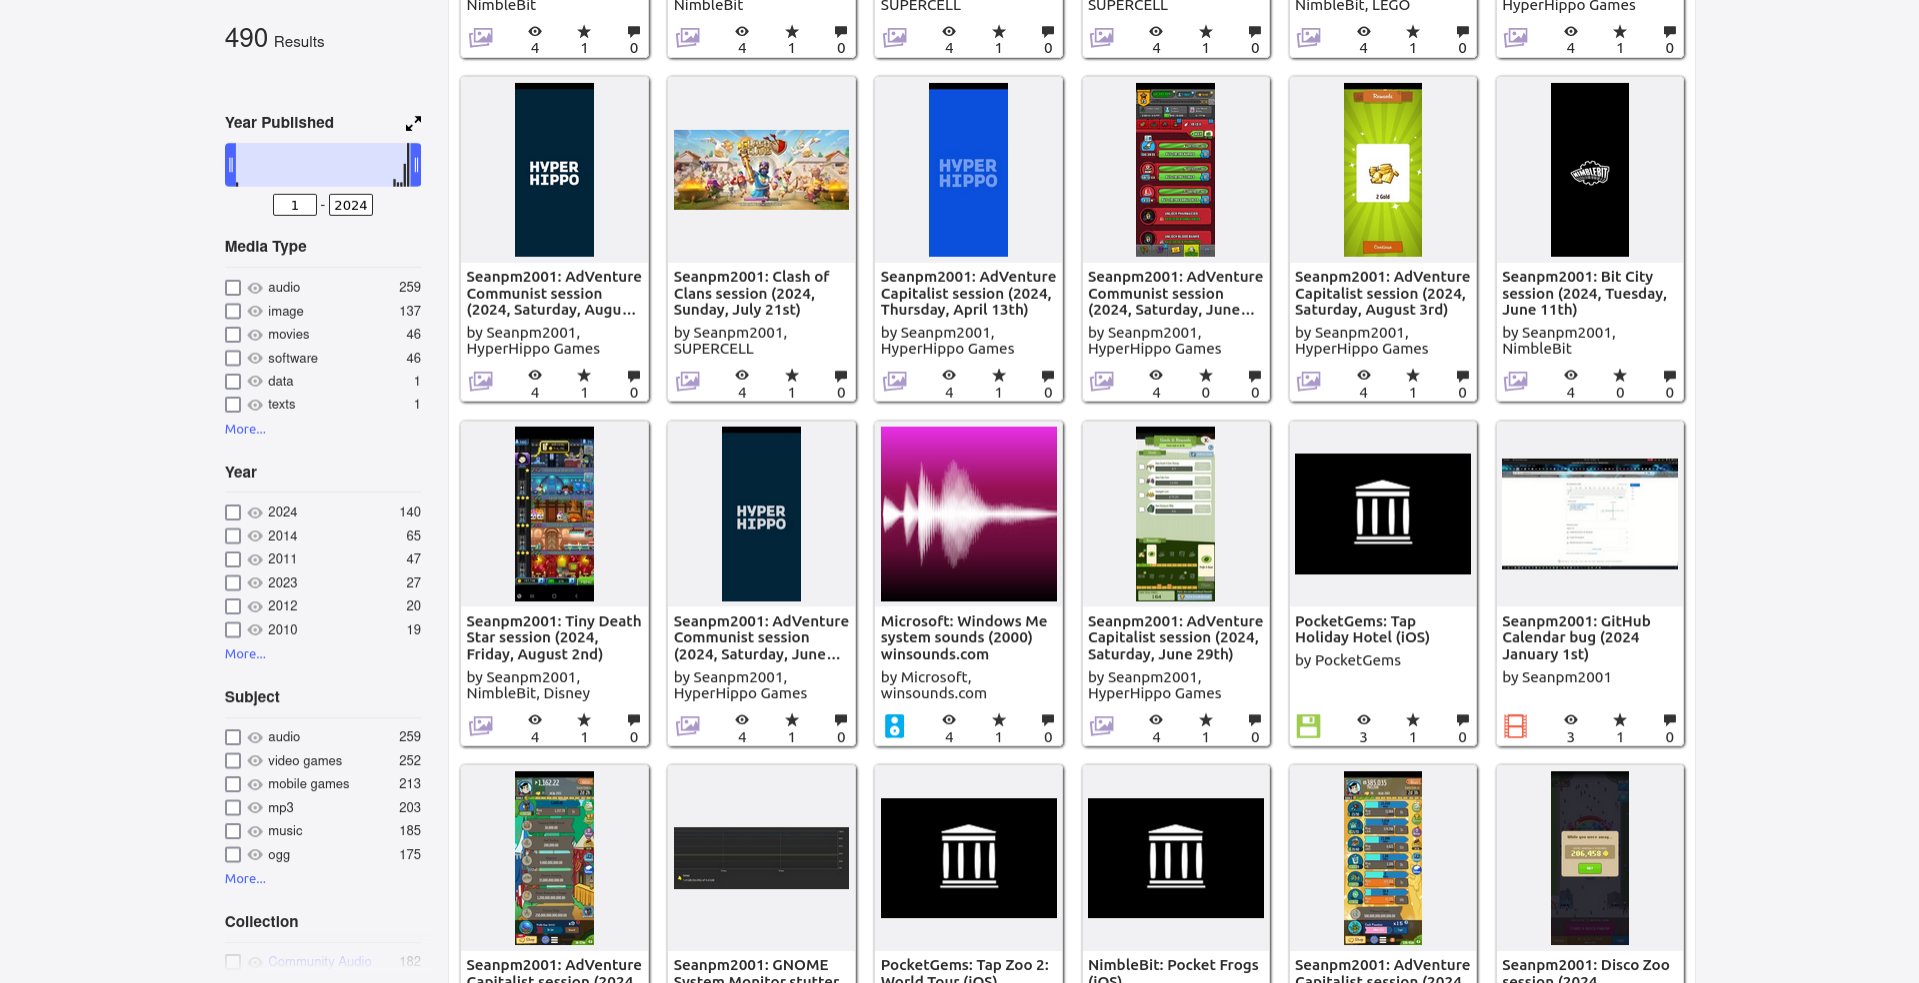 490 Results
Year Published
1 - 2024
Media Type
audio 259
image 137
movies 46
software 46
data 1
texts 1
More...
Year
2024 140
2014 65
2011 47
2023 27
2012 20
2010 19
More...
Subject
audio 259
video games 252
mobile games 213
mp3 203
music 185
ogg 175
More...
Collection
Community Audio 182
NimbleBit
4 1 0
NimbleBit
4 1 0
SUPERCELL
4 1 0
SUPERCELL
4 1 0
NimbleBit, LEGO
4 1 0
HyperHippo Games
4 1 0
HYPER
HIPPO
Seanpm2001: AdVenture
Communist session
(2024, Saturday, Augu...
by Seanpm2001,
HyperHippo Games
4 1 0
Seanpm2001: Clash of
Clans session (2024,
Sunday, July 21st)
by Seanpm2001,
SUPERCELL
4 1 0
HYPER
HIPPO
Seanpm2001: AdVenture
Capitalist session (2024,
Thursday, April 13th)
by Seanpm2001,
HyperHippo Games
4 1 0
Seanpm2001: AdVenture
Communist session
(2024, Saturday, June...
by Seanpm2001,
HyperHippo Games
4 0 0
Rewards
2 Gold
Continue
Seanpm2001: AdVenture
Capitalist session (2024,
Saturday, August 3rd)
by Seanpm2001,
HyperHippo Games
4 1 0
NIMBLEBIT
Seanpm2001: Bit City
session (2024, Tuesday,
June 11th)
by Seanpm2001,
NimbleBit
4 0 0
Seanpm2001: Tiny Death
Star session (2024,
Friday, August 2nd)
by Seanpm2001,
NimbleBit, Disney
4 1 0
HYPER
HIPPO
Seanpm2001: AdVenture
Communist session
(2024, Saturday, June...
by Seanpm2001,
HyperHippo Games
4 1 0
Microsoft: Windows Me
system sounds (2000)
winsounds.com
by Microsoft,
winsounds.com
4 1 0
Seanpm2001: AdVenture
Capitalist session (2024,
Saturday, June 29th)
by Seanpm2001,
HyperHippo Games
4 1 0
PocketGems: Tap
Holiday Hotel (iOS)
by PocketGems
3 1 0
Seanpm2001: GitHub
Calendar bug (2024
January 1st)
by Seanpm2001
3 1 0
Seanpm2001: AdVenture
Capitalist session (2024,
Seanpm2001: GNOME
System Monitor stutter
PocketGems: Tap Zoo 2:
World Tour (iOS)
NimbleBit: Pocket Frogs
(iOS)
Seanpm2001: AdVenture
Capitalist session (2024,
While you were away...
206,458
Seanpm2001: Disco Zoo
session (2024,